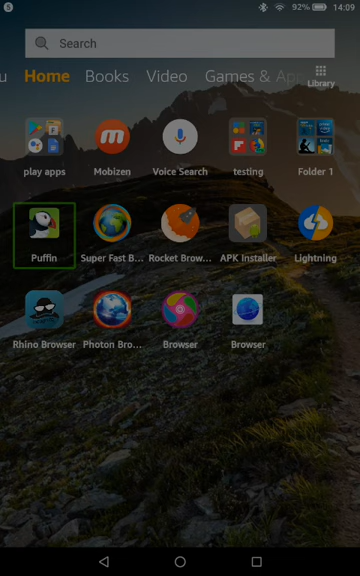 92% 14:09
Search
u Home Books Video Games & App
Library
play apps Mobizen Voice Search testing Folder 1
Puffin Super Fast B... Rocket Brow... APK Installer Lightning
Rhino Browser Photon Bro... Browser Browser